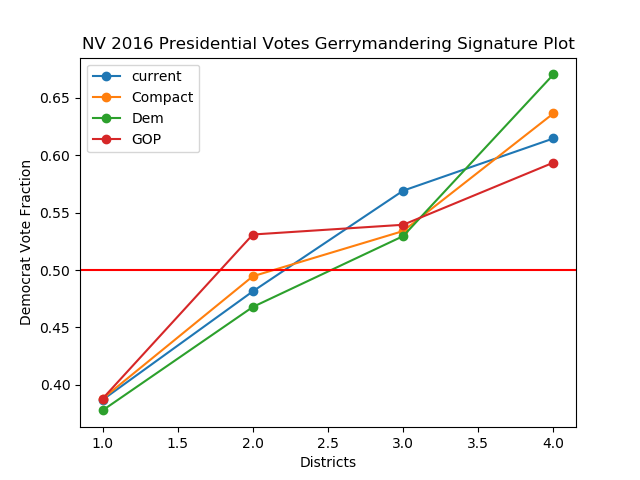 NV 2016 Presidential Votes Gerrymandering Signature Plot
current
Compact
Dem
GOP
Democrat Vote Fraction
0.65
0.60
0.55
0.50
0.45
0.40
1.0 1.5 2.0 2.5 3.0 3.5 4.0
Districts